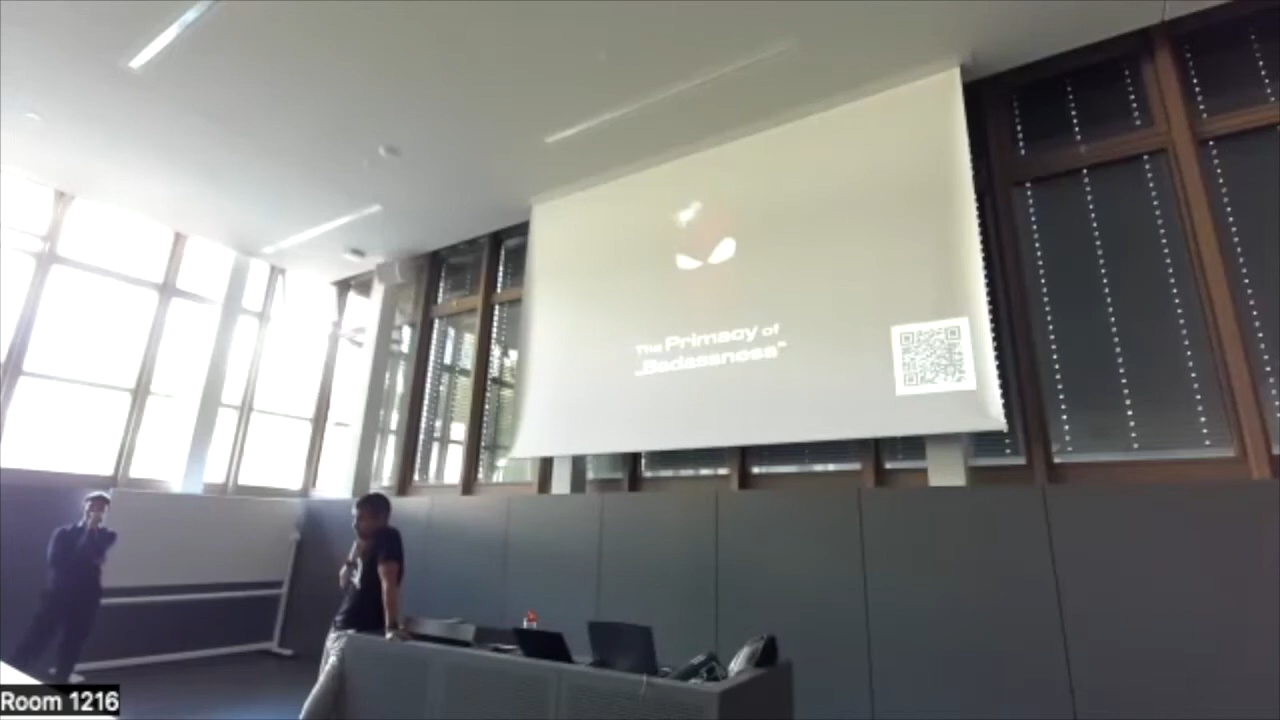 The Primacy of
„Badassness"
Room 1216